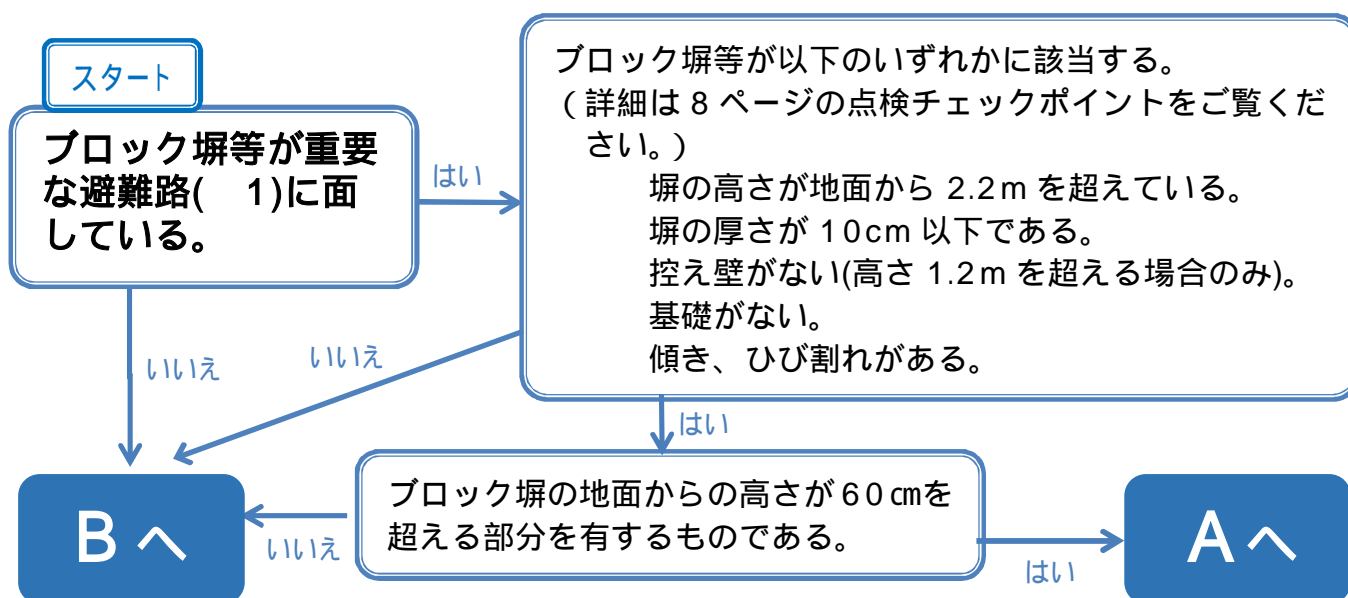 スタート
ブロック塀等が重要
な避難路(　1)に面
している。
はい
ブロック塀等が以下のいずれかに該当する。
（詳細は 8 ページの点検チェックポイントをご覧くだ
さい。）
塀の高さが地面から 2.2m を超えている。
塀の厚さが 10cm 以下である。
控え壁がない(高さ 1.2m を超える場合のみ)。
基礎がない。
傾き、ひび割れがある。
いいえ
いいえ
はい
Bへ
いいえ
ブロック塀の地面からの高さが60㎝を
超える部分を有するものである。
はい
Aへ